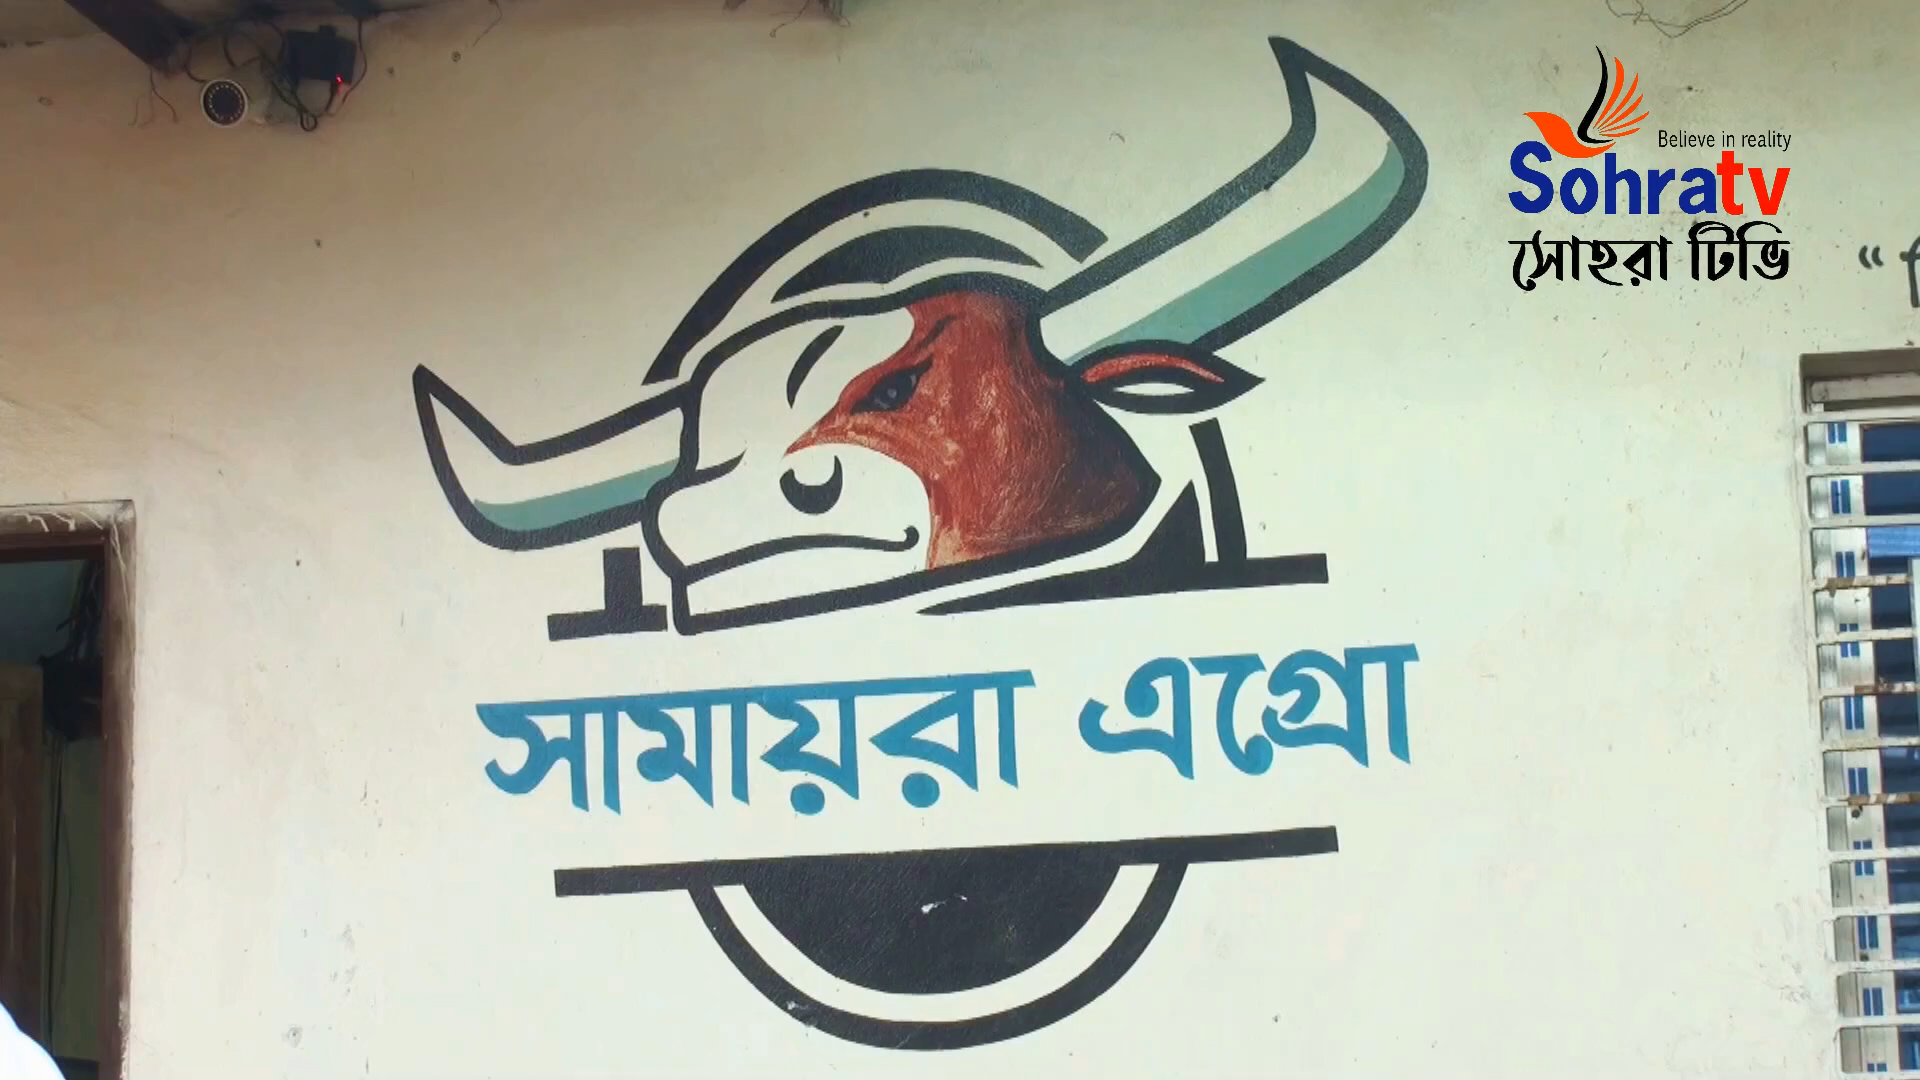 Believe in reality
Sohratv
সোহরা টিভি
“
সামায়রা এগ্রো